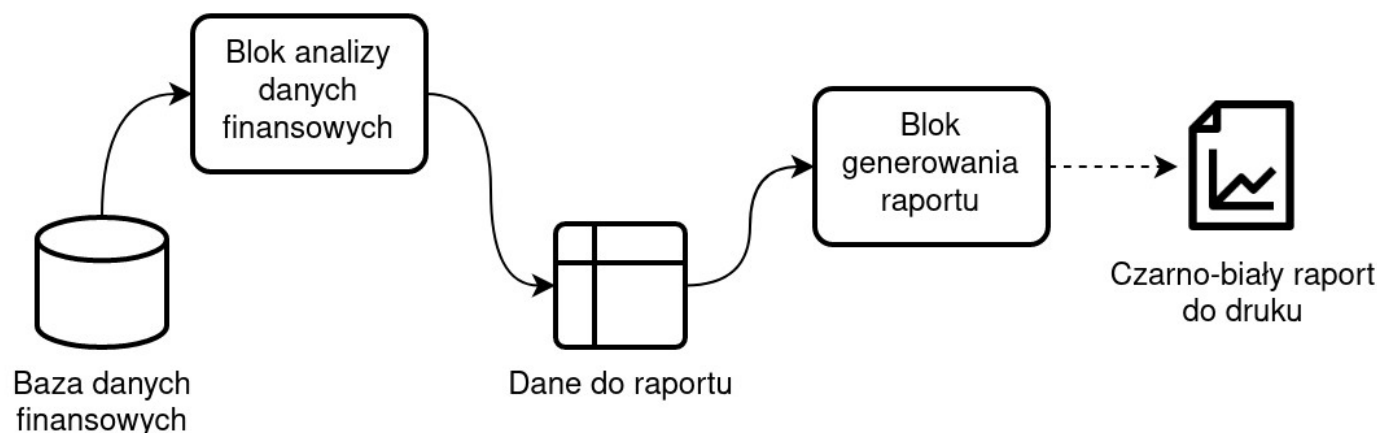 Blok analizy
danych
finansowych
Blok
generowania
raportu
Czarno-biały raport
do druku
Baza danych
finansowych
Dane do raportu